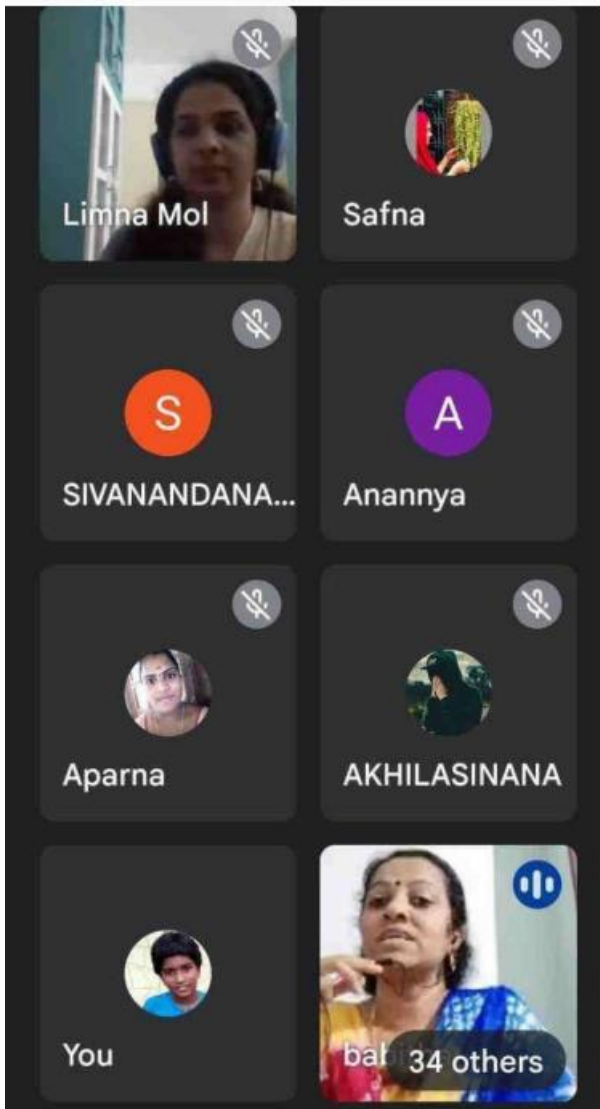 Limna Mol
Safna
S
SIVANANDANA...
A
Anannya
Aparna
AKHILASINANA
You
34 others